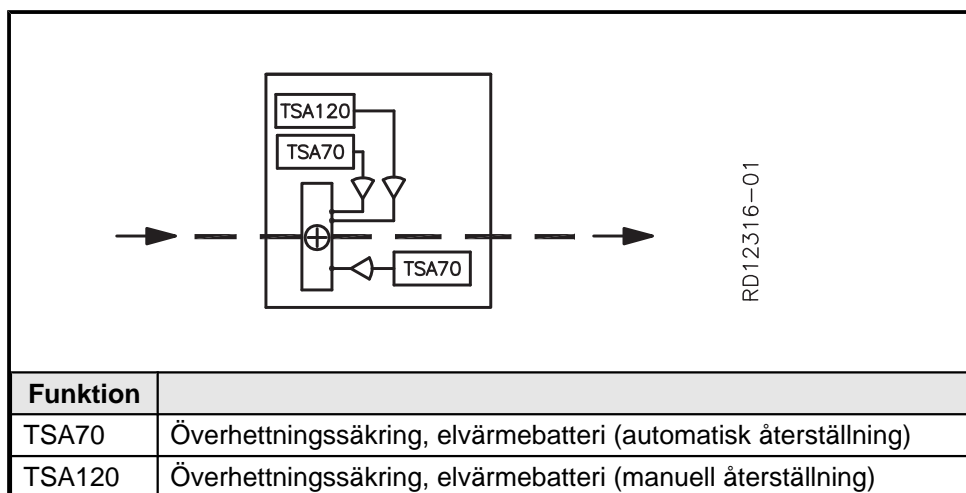 TSA120
TSA70
TSA70
RD12316-01
Funktion
TSA70 Överhettningssäkring, elvärmebatteri (automatisk återställning)
TSA120 Överhettningssäkring, elvärmebatteri (manuell återställning)